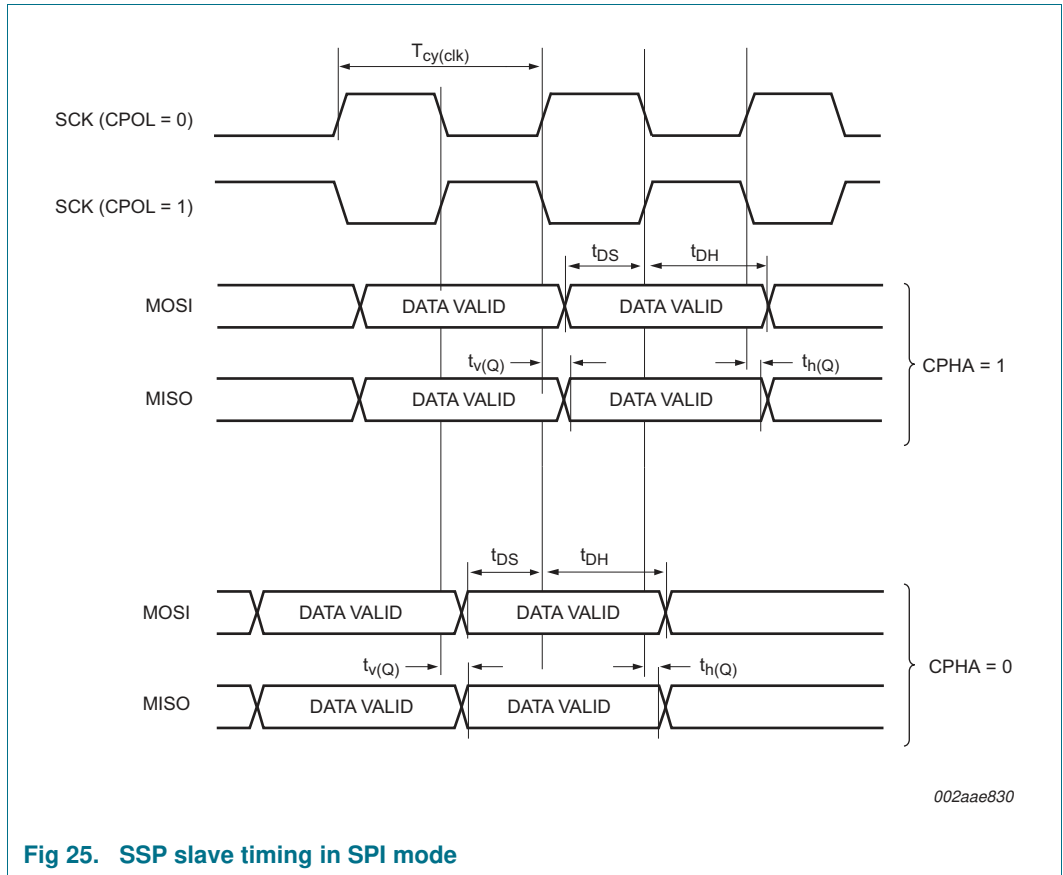 Tcy(clk)
SCK (CPOL = 0)
SCK (CPOL = 1)
tDS
tDH
MOSI
DATA VALID
DATA VALID
tv(Q)
th(Q)
CPHA = 1
MISO
DATA VALID
DATA VALID
tDS
tDH
MOSI
DATA VALID
DATA VALID
tv(Q)
th(Q)
CPHA = 0
MISO
DATA VALID
DATA VALID
002aae830
Fig 25. SSP slave timing in SPI mode